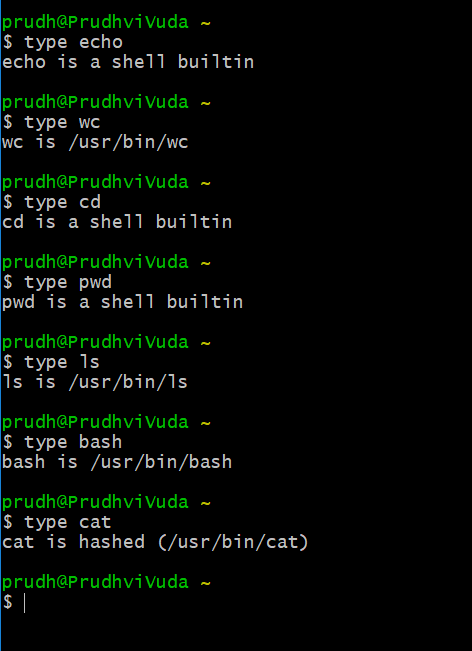 prudh@PrudhviVuda ~
$ type echo
echo is a shell builtin
prudh@PrudhviVuda ~
$ type wc
wc is /usr/bin/wc
prudh@PrudhviVuda ~
$ type cd
cd is a shell builtin
prudh@PrudhviVuda ~
$ type pwd
pwd is a shell builtin
prudh@PrudhviVuda ~
$ type ls
ls is /usr/bin/ls
prudh@PrudhviVuda ~
$ type bash
bash is /usr/bin/bash
prudh@PrudhviVuda ~
$ type cat
cat is hashed (/usr/bin/cat)
prudh@PrudhviVuda ~
$